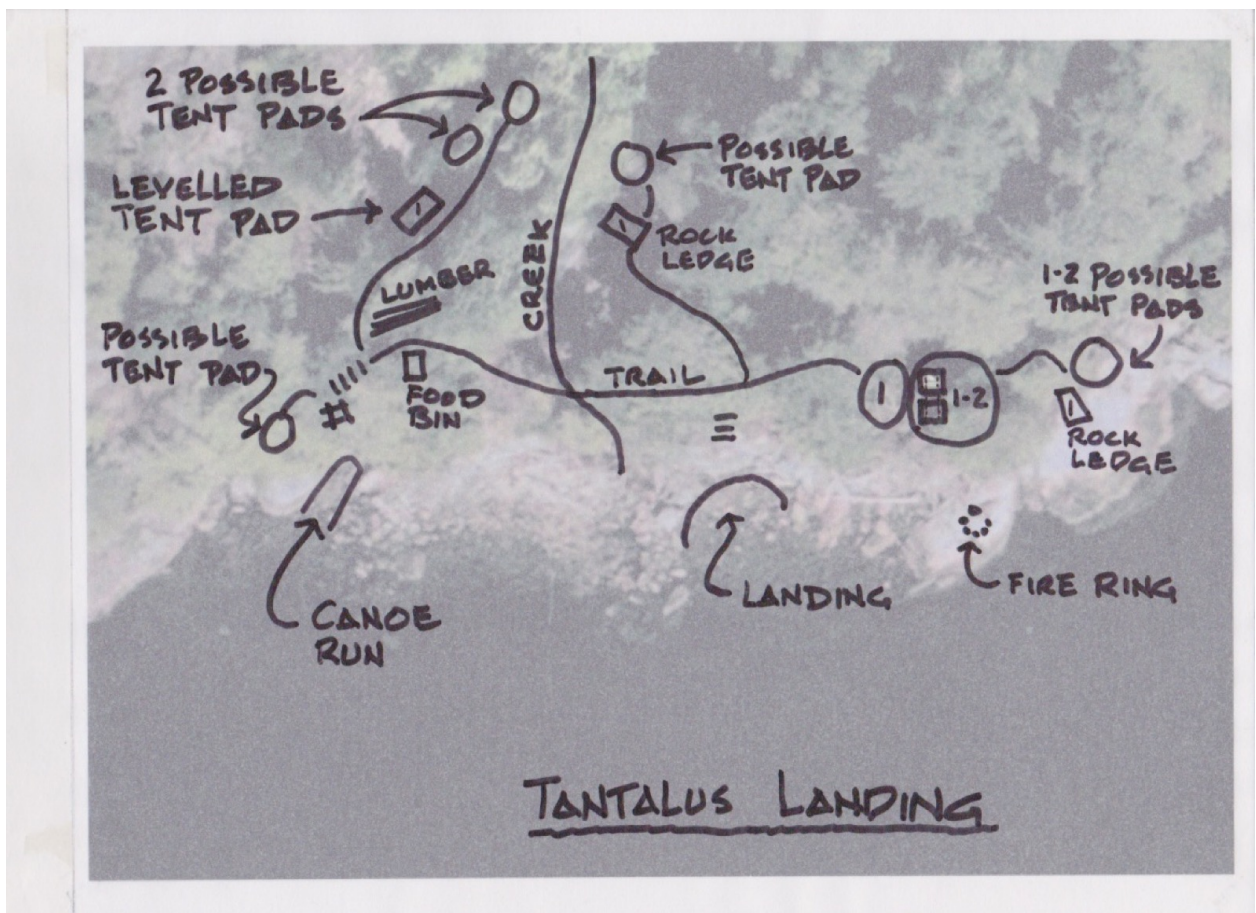 2 POSSIBLE
TENT PADS
LEVELLED
TENT PAD
1
LUMBER
POSSIBLE
TENT PAD
FOOD
BIN
CREEK
POSSIBLE
TENT PAD
1
ROCK
LEDGE
TRAIL
1
1-2
1-2 POSSIBLE
TENT PADS
1
ROCK
LEDGE
CANOE
RUN
LANDING
FIRE RING
TANTALUS LANDING